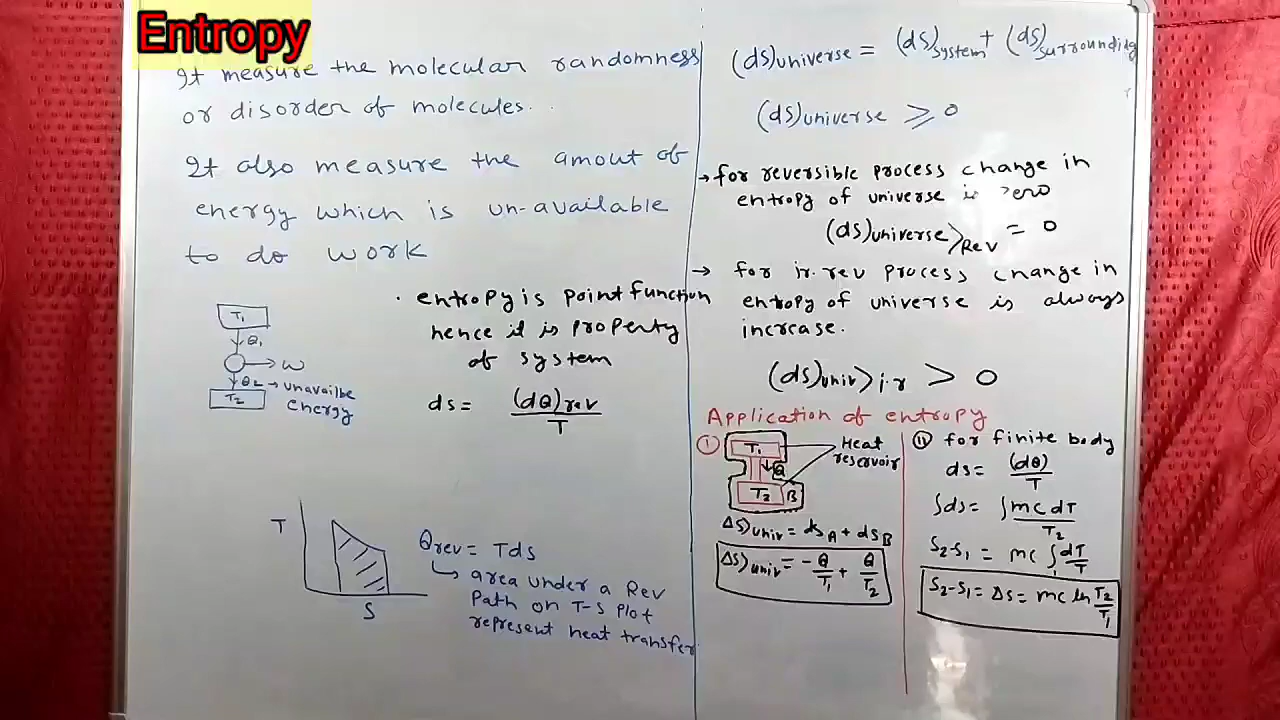 Entropy
It measure the molecular randomness
or disorder of molecules.
It also measure the amout of
energy which is un-available
to do work
T1
Q1
W
Q2 → unavailbe
energy
T2
. entropy is point function
hence it is property
of system
ds = (dQ)rev / T
T
S
Qrev = Tds
↳ area under a Rev
Path on T-S Plot
represent heat transfer
(ds)universe = (ds)system + (ds)surrounding
(ds)universe ⩾ 0
→ for reversible process change in
entropy of universe is zero
(ds)universe>Rev = 0
→ for ir.rev process change in
entropy of universe is always
increase.
(ds)univ>i.r > 0
Application of entropy
① T1
Q
T2 B
Heat
reservoir
Δs)univ = dsA + dsB
Δs)univ = -Q/T1 + Q/T2
ⓘⓘ for finite body
ds = (dQ)/T
∫ds = ∫mcdT/T2
S2-S1 = mc ∫1 dT/T
S2-S1 = Δs = mc ln T2/T1